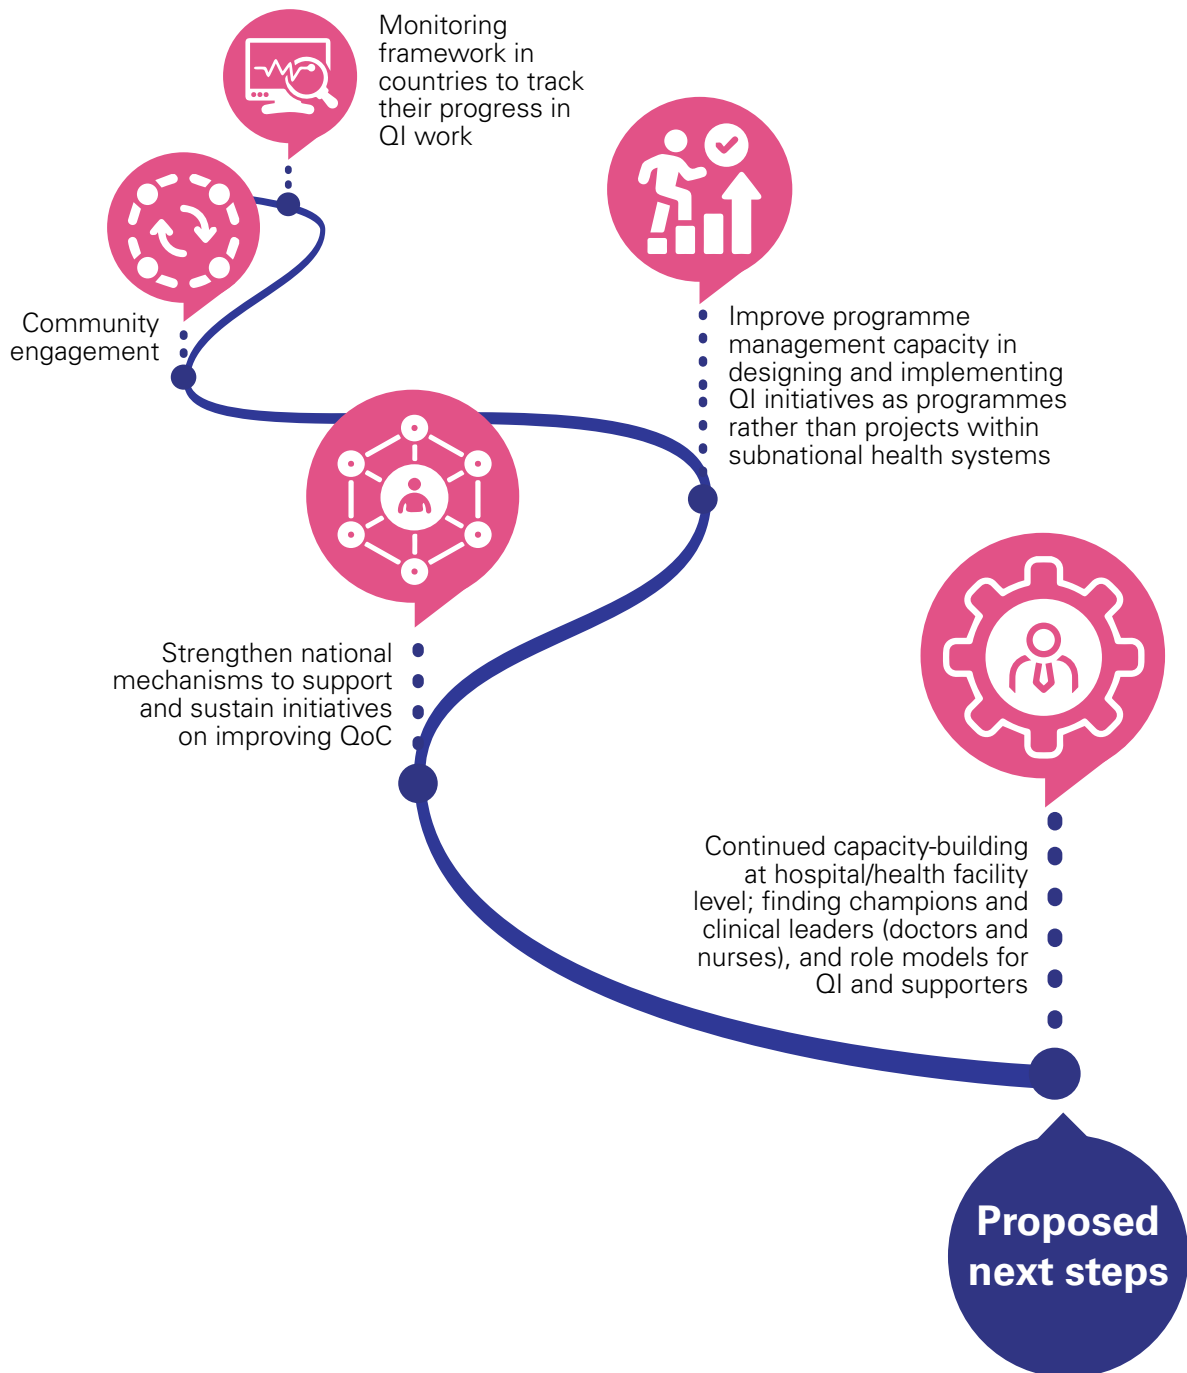 Monitoring
framework in
countries to track
their progress in
QI work
Community
engagement
Improve programme
management capacity in
designing and implementing
QI initiatives as programmes
rather than projects within
subnational health systems
Strengthen national
mechanisms to support
and sustain initiatives
on improving QoC
Continued capacity-building
at hospital/health facility
level; finding champions and
clinical leaders (doctors and
nurses), and role models for
QI and supporters
Proposed
next steps